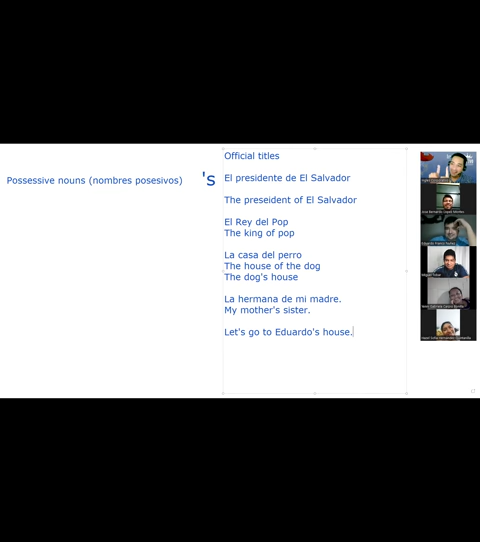 Possessive nouns (nombres posesivos)
's
Official titles
El presidente de El Salvador
The preseident of El Salvador
El Rey del Pop
The king of pop
La casa del perro
The house of the dog
The dog's house
La hermana de mi madre.
My mother's sister.
Let's go to Eduardo's house.